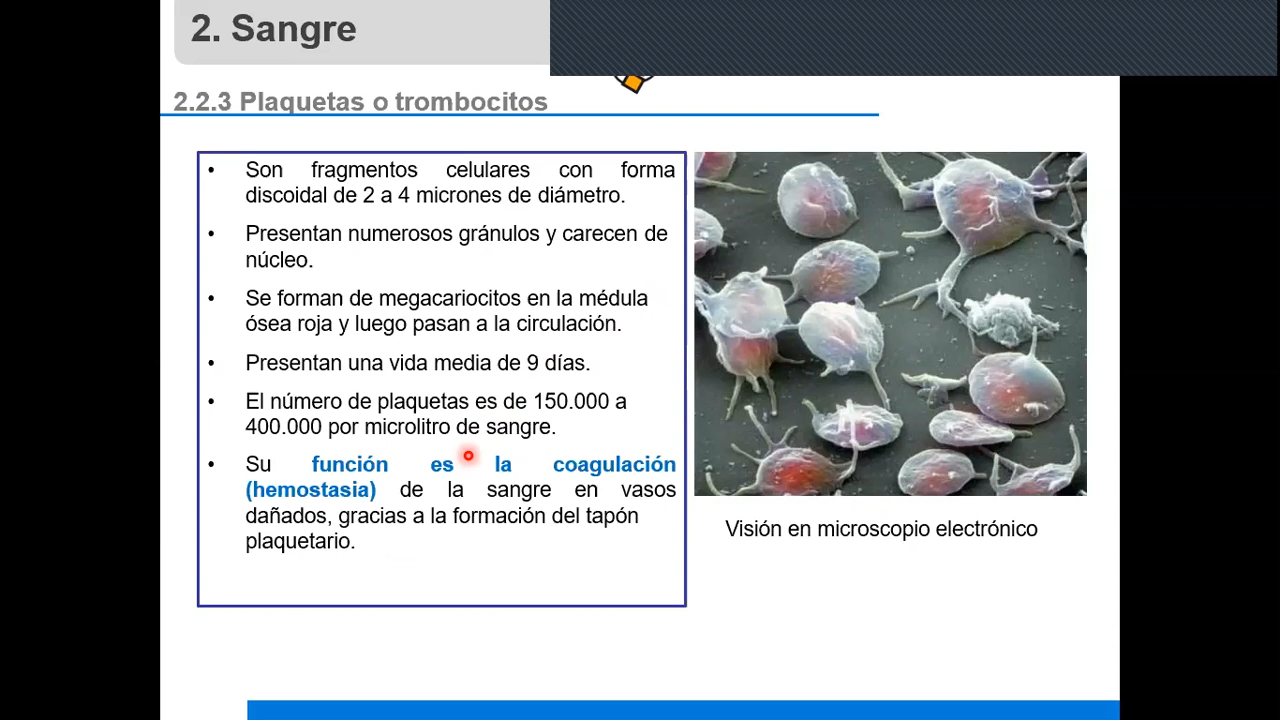 2. Sangre
2.2.3 Plaquetas o trombocitos
• Son fragmentos celulares con forma
discoidal de 2 a 4 micrones de diámetro.
• Presentan numerosos gránulos y carecen de
núcleo.
• Se forman de megacariocitos en la médula
ósea roja y luego pasan a la circulación.
• Presentan una vida media de 9 días.
• El número de plaquetas es de 150.000 a
400.000 por microlitro de sangre.
• Su función es la coagulación
(hemostasia) de la sangre en vasos
dañados, gracias a la formación del tapón
plaquetario.
Visión en microscopio electrónico